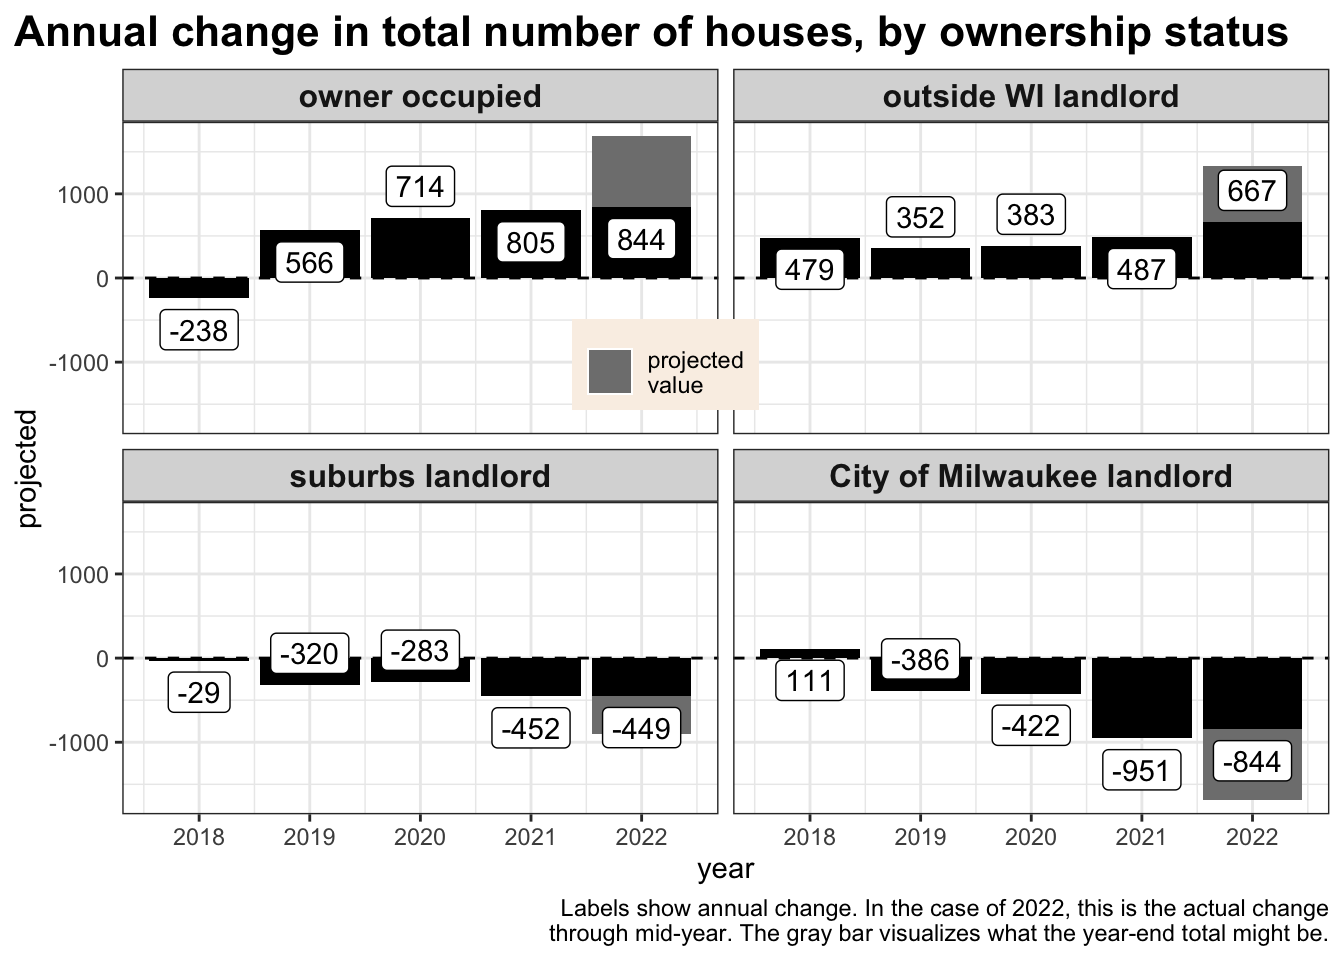 Annual change in total number of houses, by ownership status
owner occupied
outside WI landlord
1000
0
-1000
-238
566
714
805
844
479
352
383
487
667
projected
value
projected
suburbs landlord
City of Milwaukee landlord
1000
0
-1000
-29
-320
-283
-452
-449
111
-386
-422
-951
-844
2018 2019 2020 2021 2022
2018 2019 2020 2021 2022
year
Labels show annual change. In the case of 2022, this is the actual change
through mid-year. The gray bar visualizes what the year-end total might be.